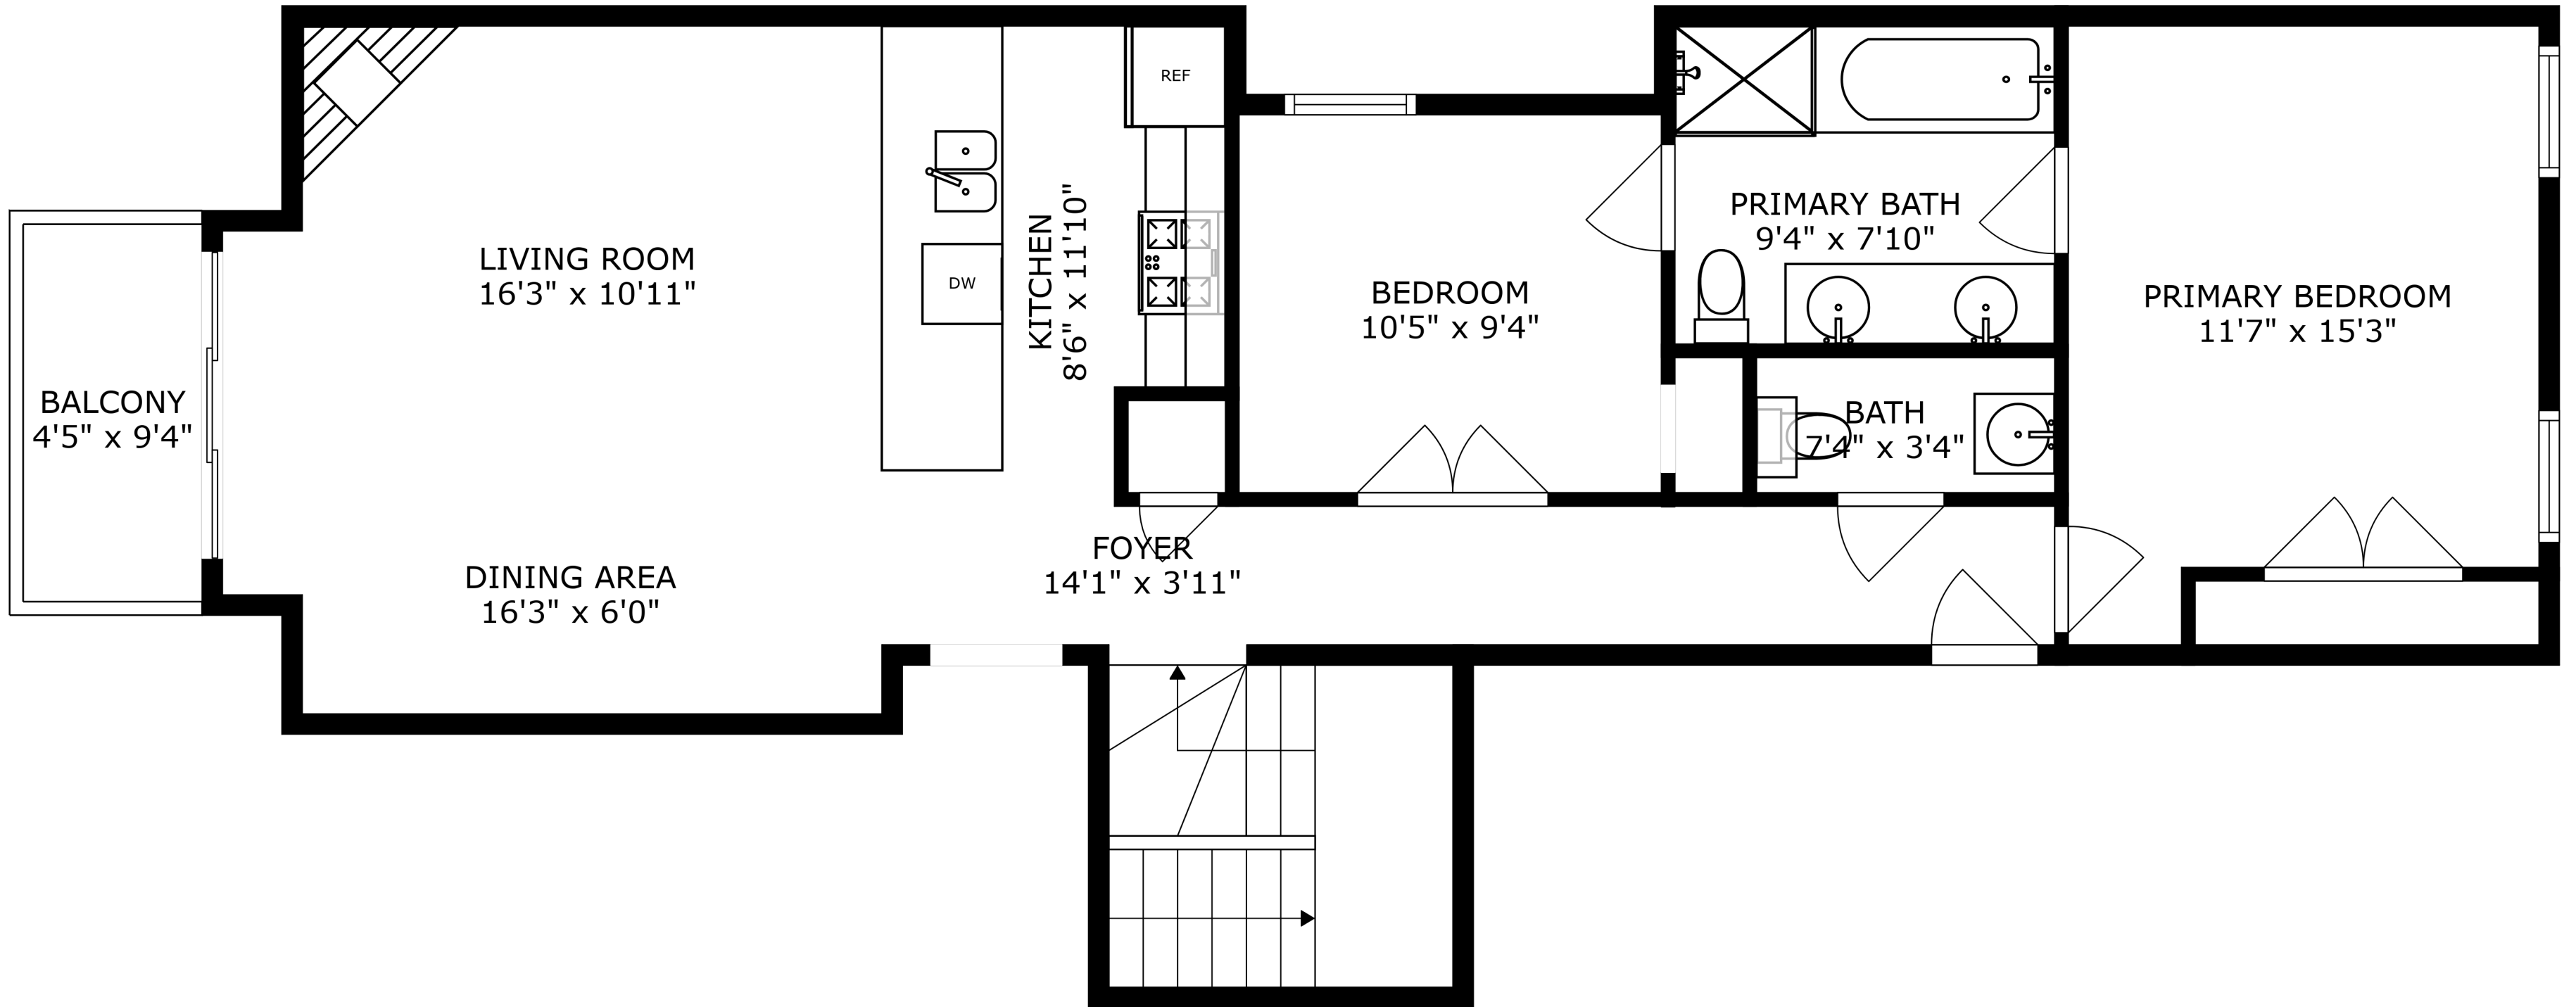 REF
LIVING ROOM
16'3" x 10'11"
DW
KITCHEN
8'6" x 11'10"
BEDROOM
10'5" x 9'4"
PRIMARY BATH
9'4" x 7'10"
PRIMARY BEDROOM
11'7" x 15'3"
BALCONY
4'5" x 9'4"
BATH
7'4" x 3'4"
FOYER
14'1" x 3'11"
DINING AREA
16'3" x 6'0"